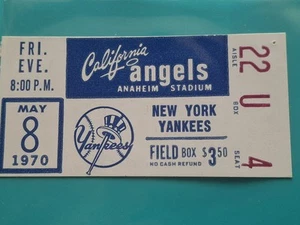 FRI.
EVE.
8:00 P.M.
MAY
8
1970
California
angels
ANAHEIM STADIUM
Yankees
NEW YORK
YANKEES
FIELD BOX $3.50
NO CASH REFUND
AISLE
22
BOX
U
SEAT
4